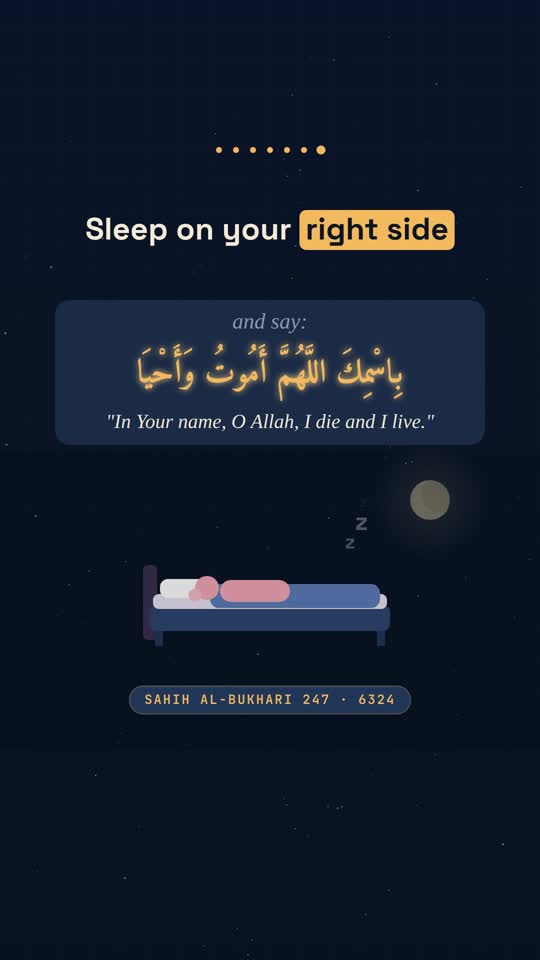 Sleep on your right side
and say:
بِاسْمِكَ اللَّهُمَّ أَمُوتُ وَأَحْيَا
"In Your name, O Allah, I die and I live."
z
z
SAHIH AL-BUKHARI 247 · 6324